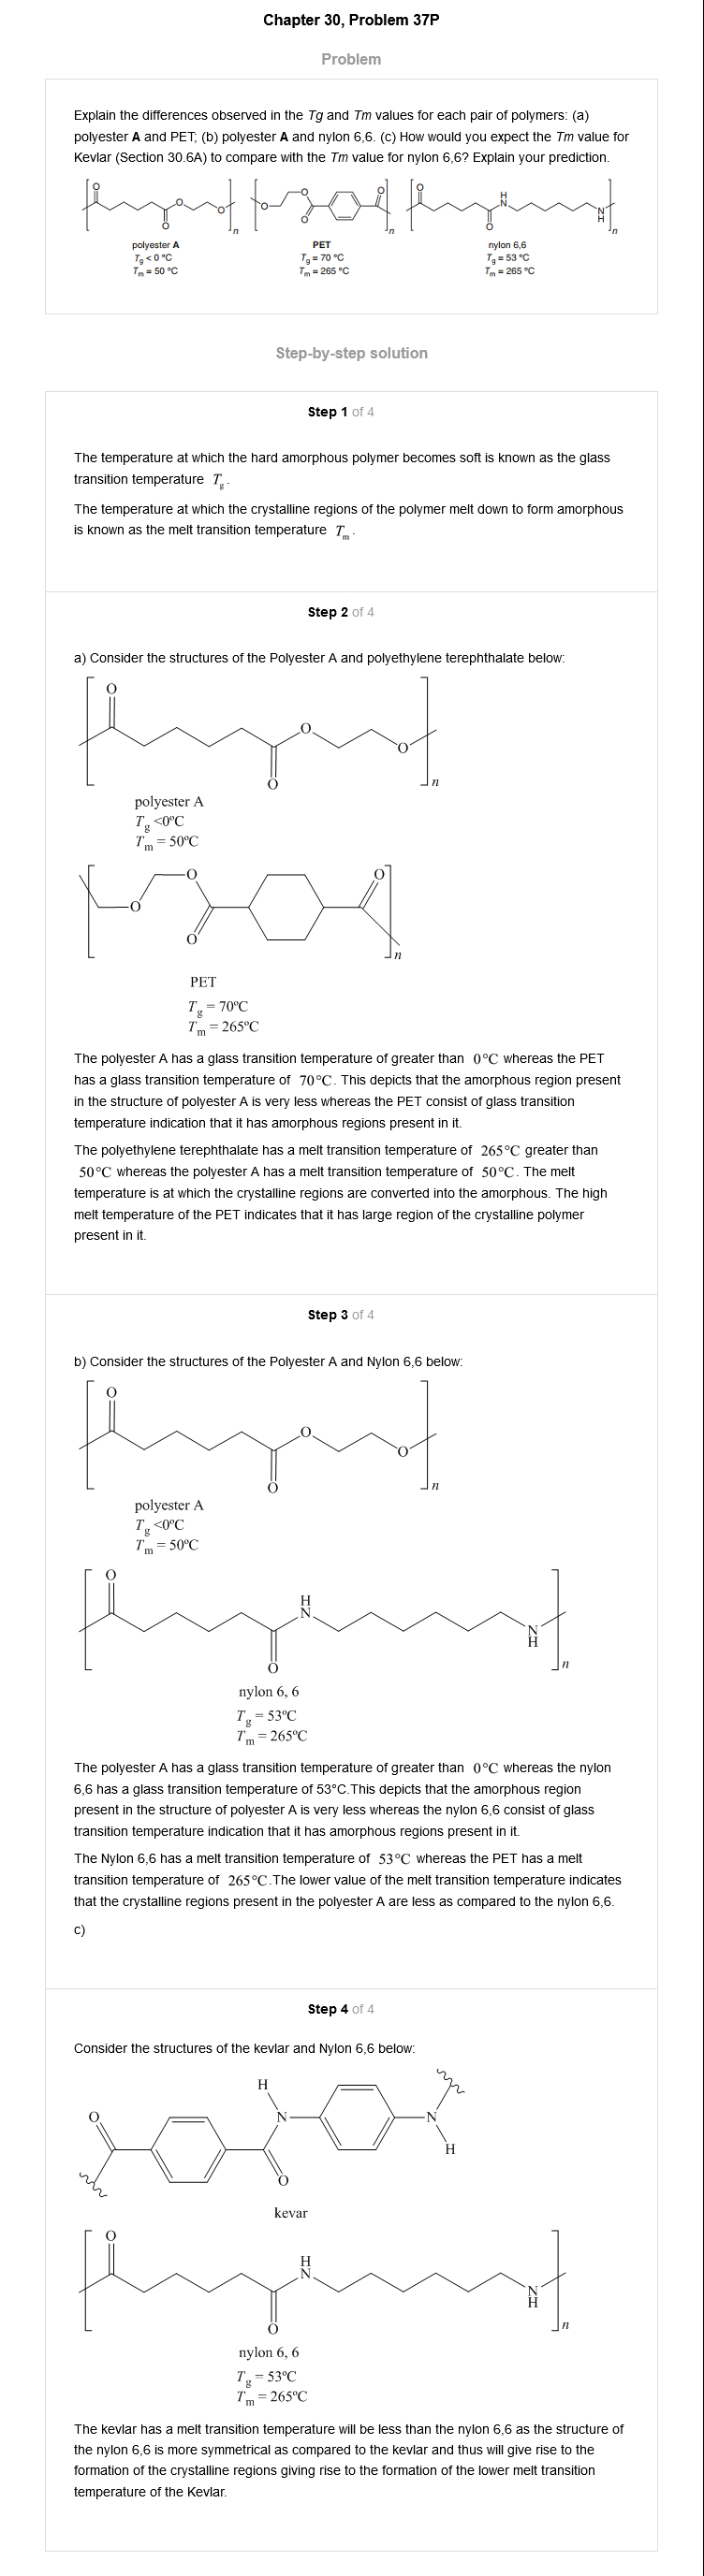 Chapter 30, Problem 37P
Problem
Explain the differences observed in the Tg and Tm values for each pair of polymers: (a)
polyester A and PET; (b) polyester A and nylon 6,6. (c) How would you expect the Tm value for
Kevlar (Section 30.6A) to compare with the Tm value for nylon 6,6? Explain your prediction.
O O O O n
O O O O n
O O H N N H n
polyester A
Tg < 0 °C
Tm = 50 °C
PET
Tg = 70 °C
Tm = 265 °C
nylon 6,6
Tg = 53 °C
Tm = 265 °C
Step-by-step solution
Step 1 of 4
The temperature at which the hard amorphous polymer becomes soft is known as the glass
transition temperature Tg.
The temperature at which the crystalline regions of the polymer melt down to form amorphous
is known as the melt transition temperature Tm.
Step 2 of 4
a) Consider the structures of the Polyester A and polyethylene terephthalate below:
O
O
O
O
n
polyester A
Tg <0ºC
Tm = 50ºC
O
O
O
O
n
PET
Tg = 70ºC
Tm = 265ºC
The polyester A has a glass transition temperature of greater than 0°C whereas the PET
has a glass transition temperature of 70°C. This depicts that the amorphous region present
in the structure of polyester A is very less whereas the PET consist of glass transition
temperature indication that it has amorphous regions present in it.
The polyethylene terephthalate has a melt transition temperature of 265°C greater than
50°C whereas the polyester A has a melt transition temperature of 50°C. The melt
temperature is at which the crystalline regions are converted into the amorphous. The high
melt temperature of the PET indicates that it has large region of the crystalline polymer
present in it.
Step 3 of 4
b) Consider the structures of the Polyester A and Nylon 6,6 below:
O
O
O
O
n
polyester A
Tg <0ºC
Tm = 50ºC
O
H
N
N
H
O
n
nylon 6, 6
Tg = 53ºC
Tm = 265ºC
The polyester A has a glass transition temperature of greater than 0°C whereas the nylon
6,6 has a glass transition temperature of 53°C.This depicts that the amorphous region
present in the structure of polyester A is very less whereas the nylon 6,6 consist of glass
transition temperature indication that it has amorphous regions present in it.
The Nylon 6,6 has a melt transition temperature of 53°C whereas the PET has a melt
transition temperature of 265°C.The lower value of the melt transition temperature indicates
that the crystalline regions present in the polyester A are less as compared to the nylon 6,6.
c)
Step 4 of 4
Consider the structures of the kevlar and Nylon 6,6 below:
H
O
N
N
H
O
kevar
O
H
N
N
H
O
n
nylon 6, 6
Tg = 53ºC
Tm = 265ºC
The kevlar has a melt transition temperature will be less than the nylon 6,6 as the structure of
the nylon 6,6 is more symmetrical as compared to the kevlar and thus will give rise to the
formation of the crystalline regions giving rise to the formation of the lower melt transition
temperature of the Kevlar.